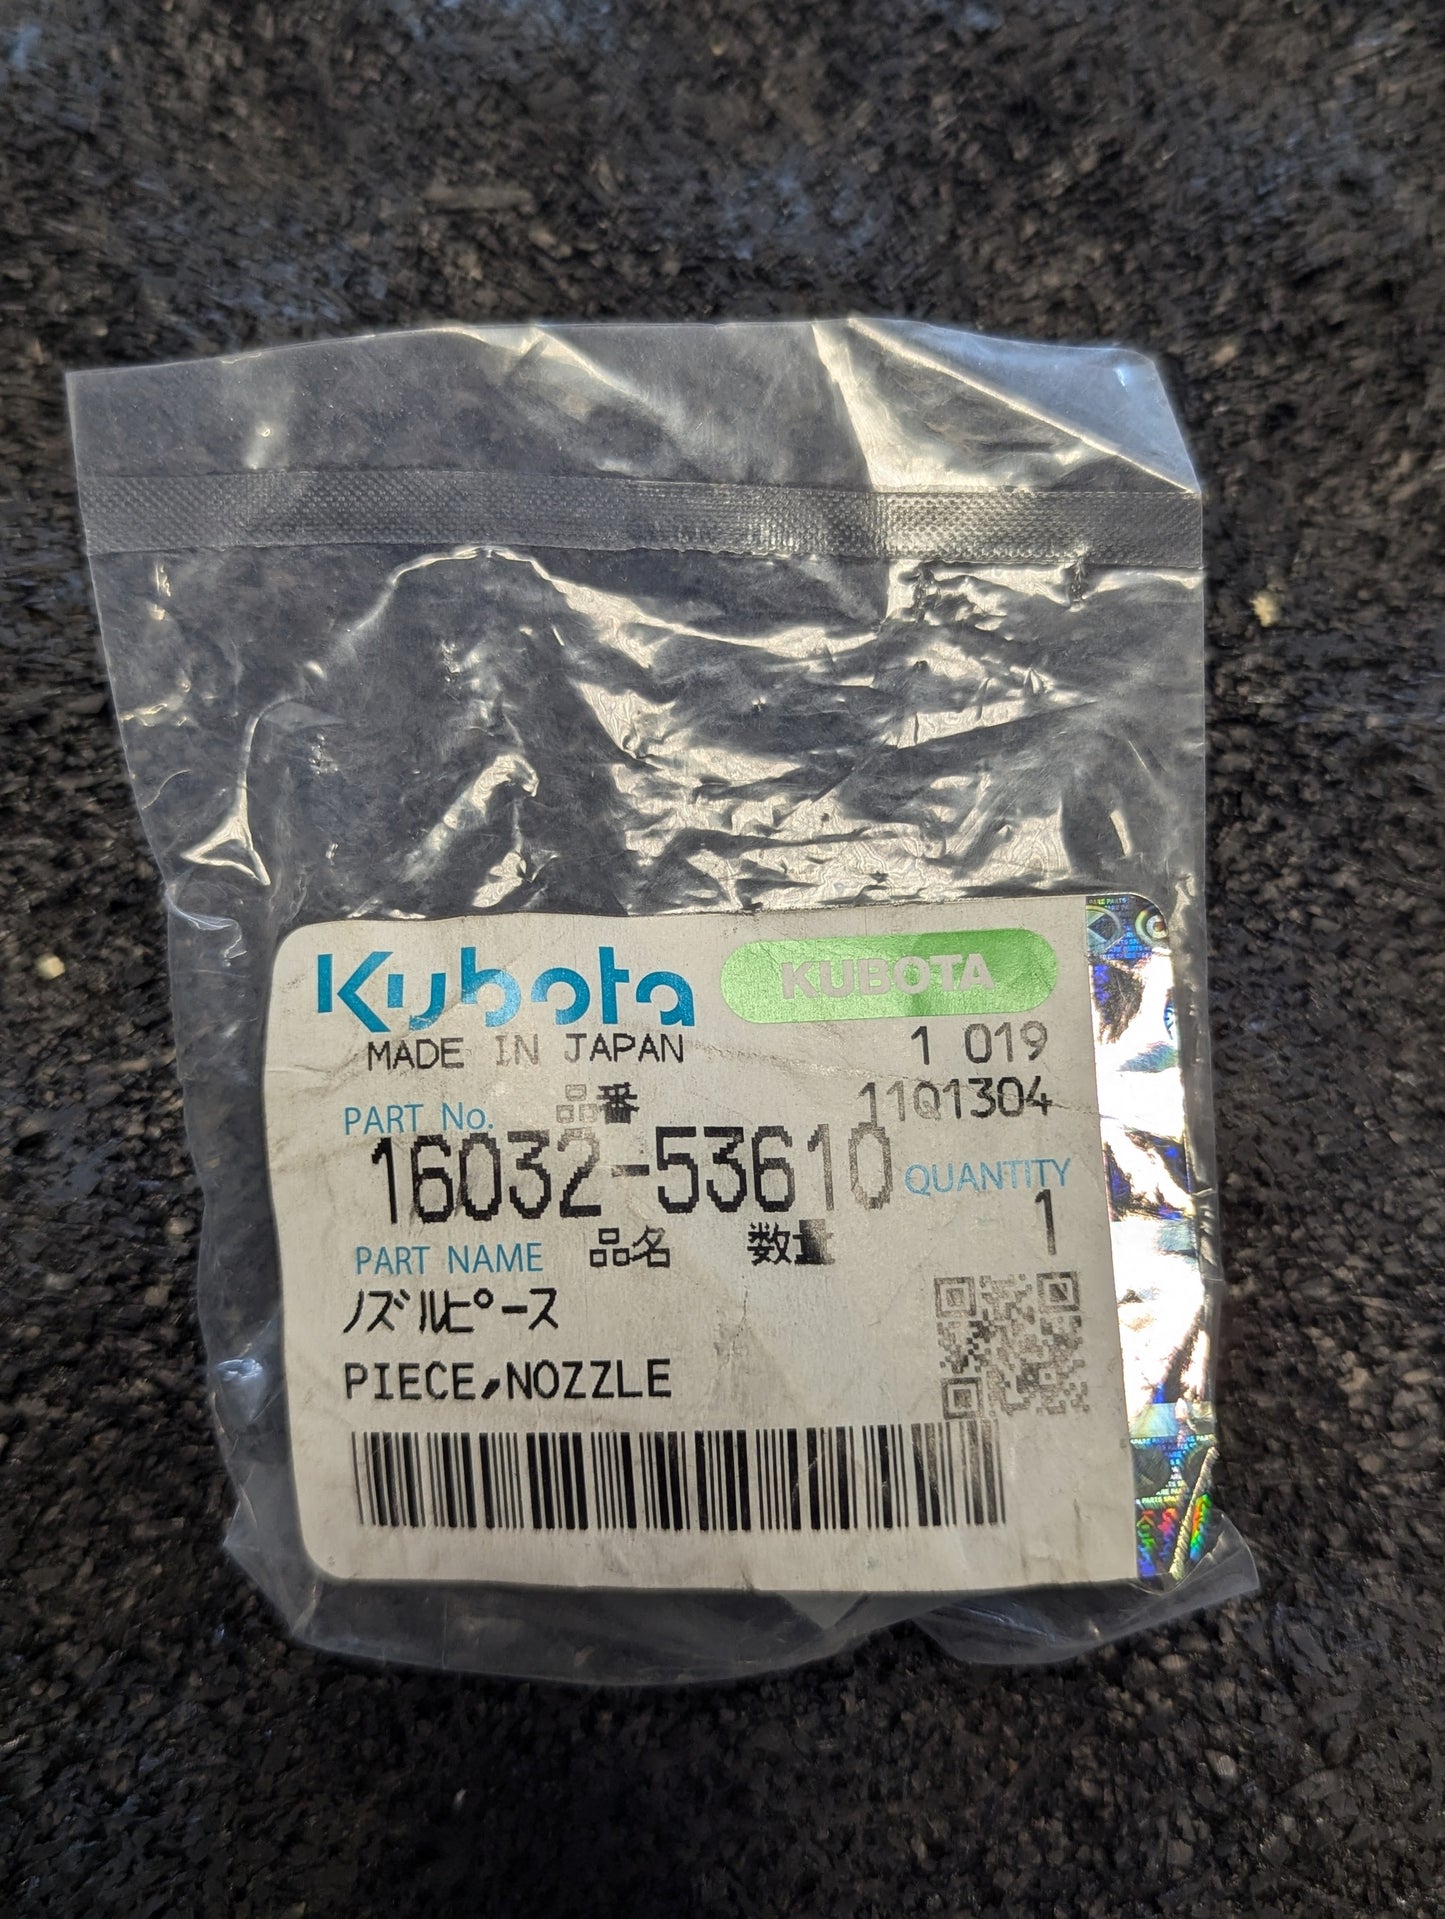 Kubota KUBOTA
MADE IN JAPAN 1 019
品番 11Q1304
PART No.
16032-53610
QUANTITY
1
PART NAME 品名 数量
ノズルピース
PIECE,NOZZLE